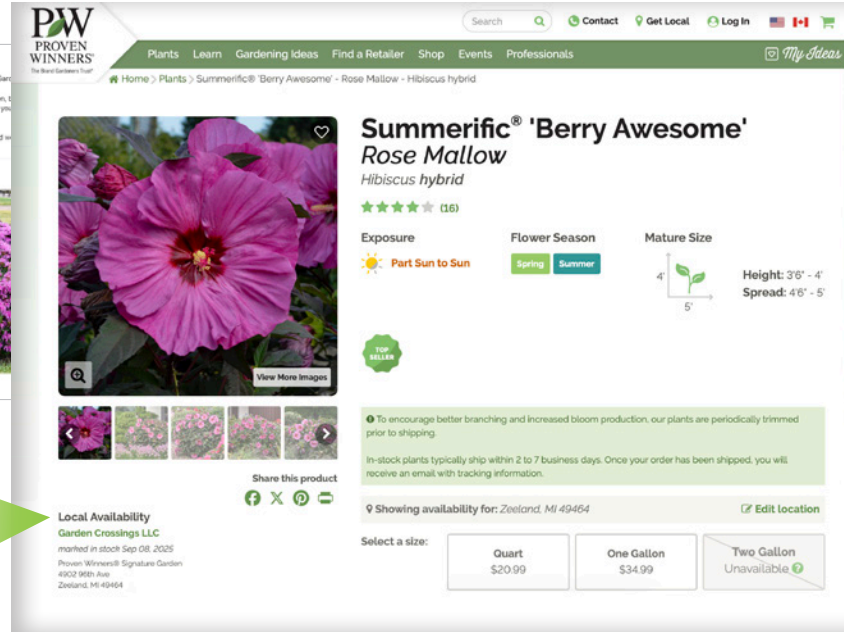 PW
PROVEN
WINNERS®
The Brand Gardeners Trust®
Search
Contact
Get Local
Log In
Plants
Learn
Gardening Ideas
Find a Retailer
Shop
Events
Professionals
My Ideas
Home > Plants > Summerific® 'Berry Awesome' - Rose Mallow - Hibiscus hybrid
Summerific® 'Berry Awesome'
Rose Mallow
Hibiscus hybrid
(16)
Exposure
Part Sun to Sun
Flower Season
Spring
Summer
Mature Size
4'
5'
Height: 3'6" - 4'
Spread: 4'6" - 5'
TOP
SELLER
View More Images
To encourage better branching and increased bloom production, our plants are periodically trimmed
prior to shipping.
In-stock plants typically ship within 2 to 7 business days. Once your order has been shipped, you will
receive an email with tracking information.
Share this product
Showing availability for: Zeeland, MI 49464
Edit location
Local Availability
Garden Crossings LLC
marked in stock Sep 08, 2025
Proven Winners® Signature Garden
4902 96th Ave
Zeeland, MI 49464
Select a size:
Quart
$20.99
One Gallon
$34.99
Two Gallon
Unavailable ?